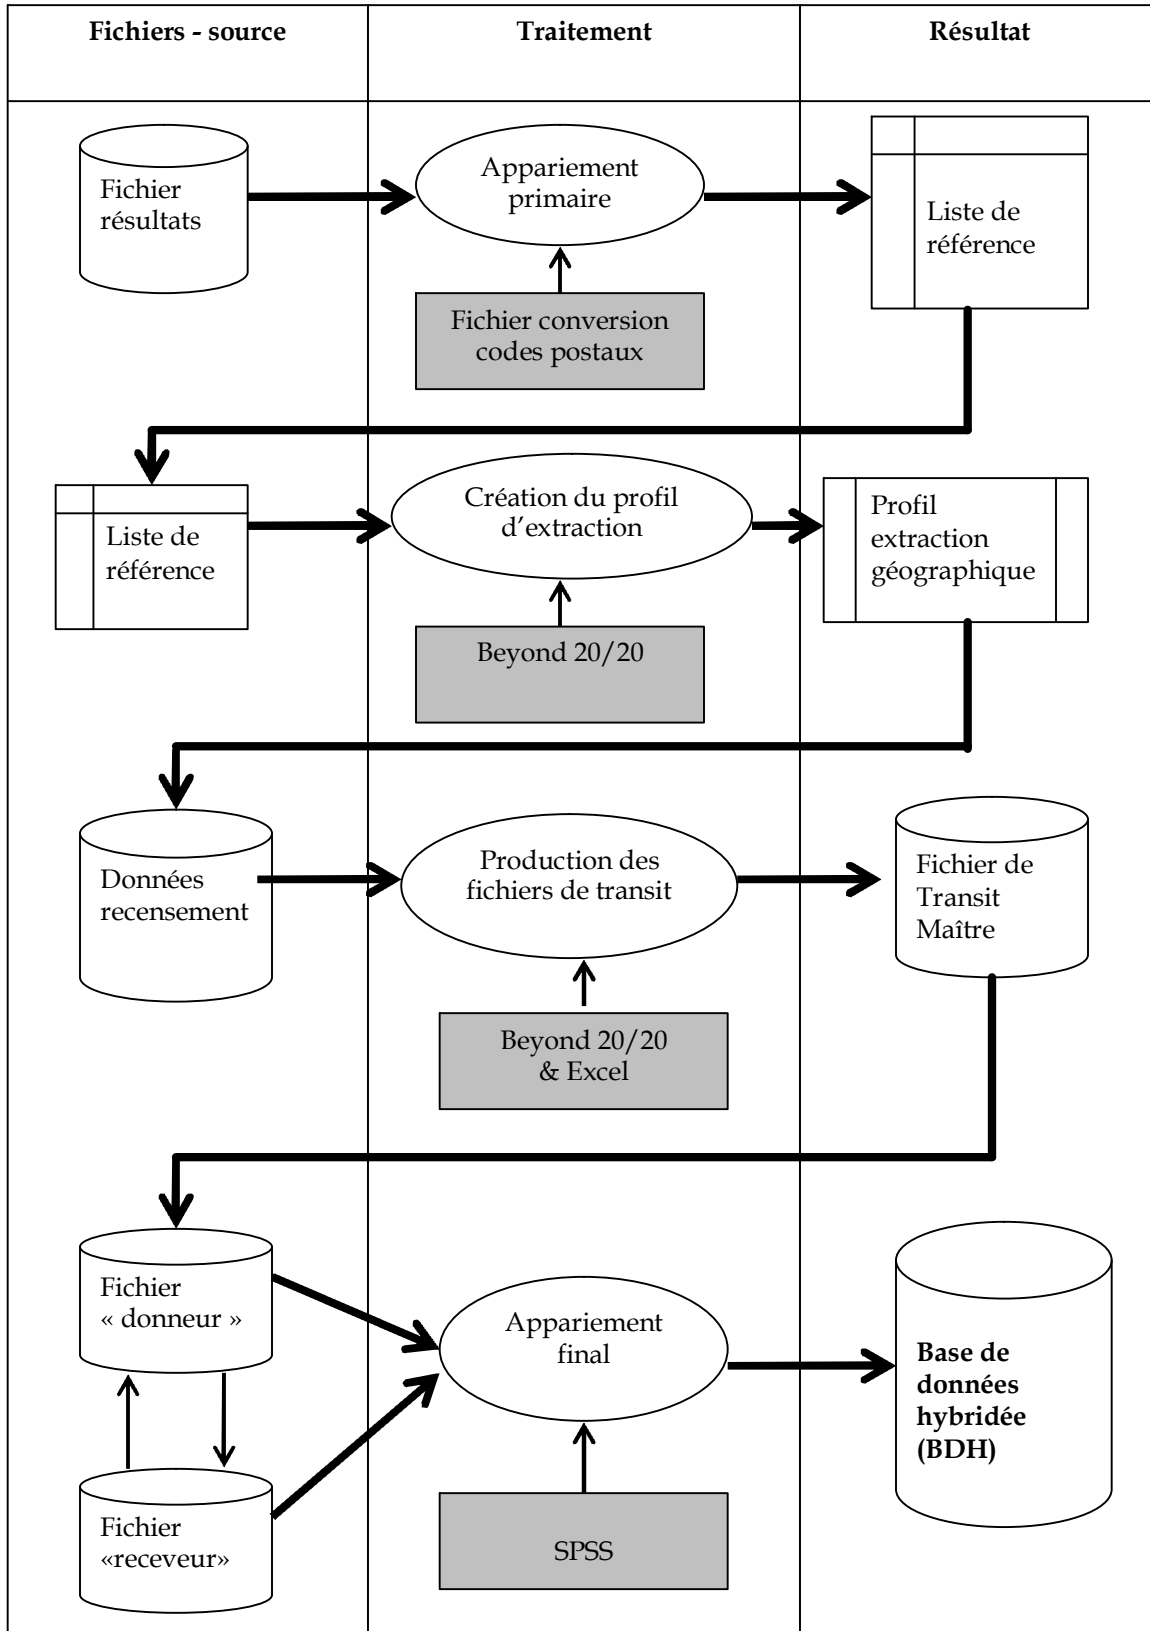 Fichiers - source
Traitement
Résultat
Fichier
résultats
Appariement
primaire
Liste de
référence
Fichier conversion
codes postaux
Liste de
référence
Création du profil
d'extraction
Profil
extraction
géographique
Beyond 20/20
Données
recensement
Production des
fichiers de transit
Fichier de
Transit
Maître
Beyond 20/20
& Excel
Fichier
« donneur »
Appariement
final
Base de
données
hybridée
(BDH)
Fichier
«receveur»
SPSS